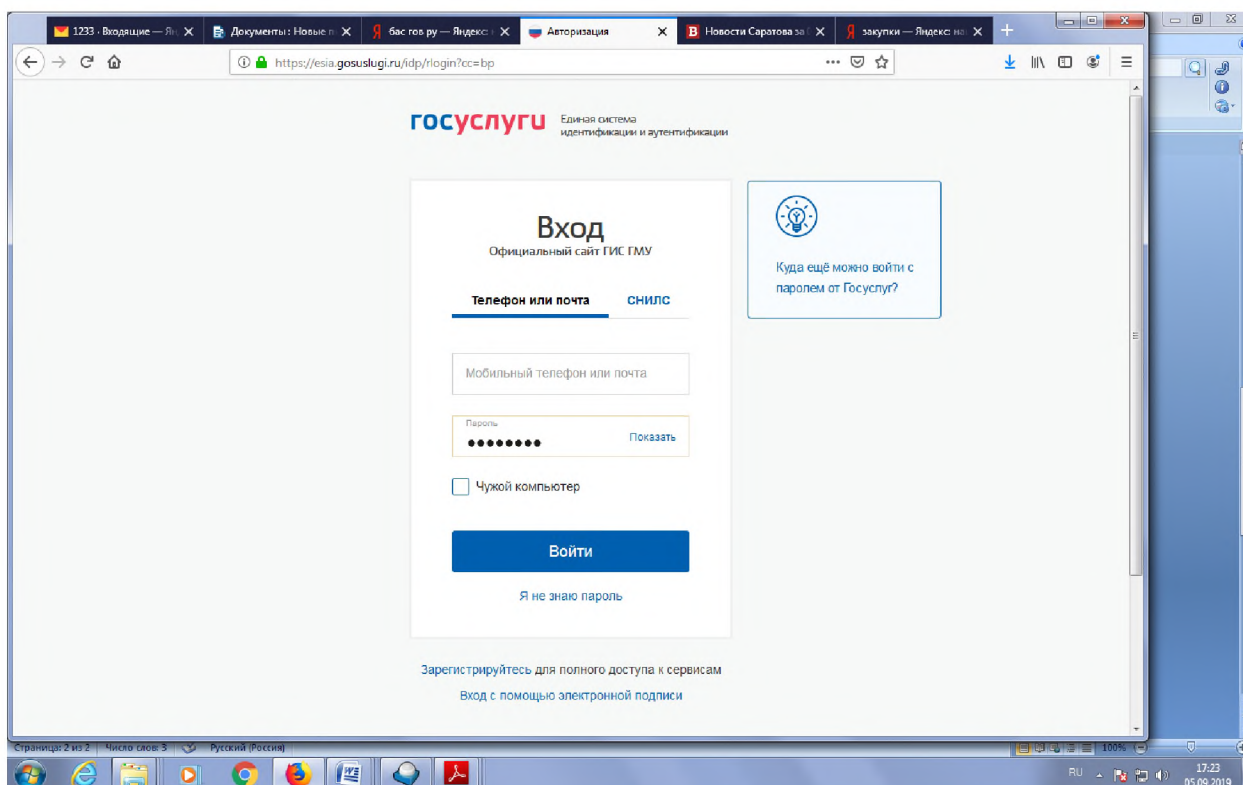 1233 · Входящие — Ян
Документы : Новые п
бас гов ру — Яндекс:
Авторизация
Новости Саратова за
закупки — Яндекс: на
https://esia.gosuslugi.ru/idp/rlogin?cc=bp
госуслуги
Единая система
идентификации и аутентификации
Вход
Официальный сайт ГИС ГМУ
Телефон или почта
СНИЛС
Мобильный телефон или почта
Пароль
Показать
Чужой компьютер
Войти
Я не знаю пароль
Куда ещё можно войти с
паролем от Госуслуг?
Зарегистрируйтесь для полного доступа к сервисам
Вход с помощью электронной подписи
Страница: 2 из 2
Число слов: 3
Русский (Россия)
100%
RU
17:23
05.09.2019